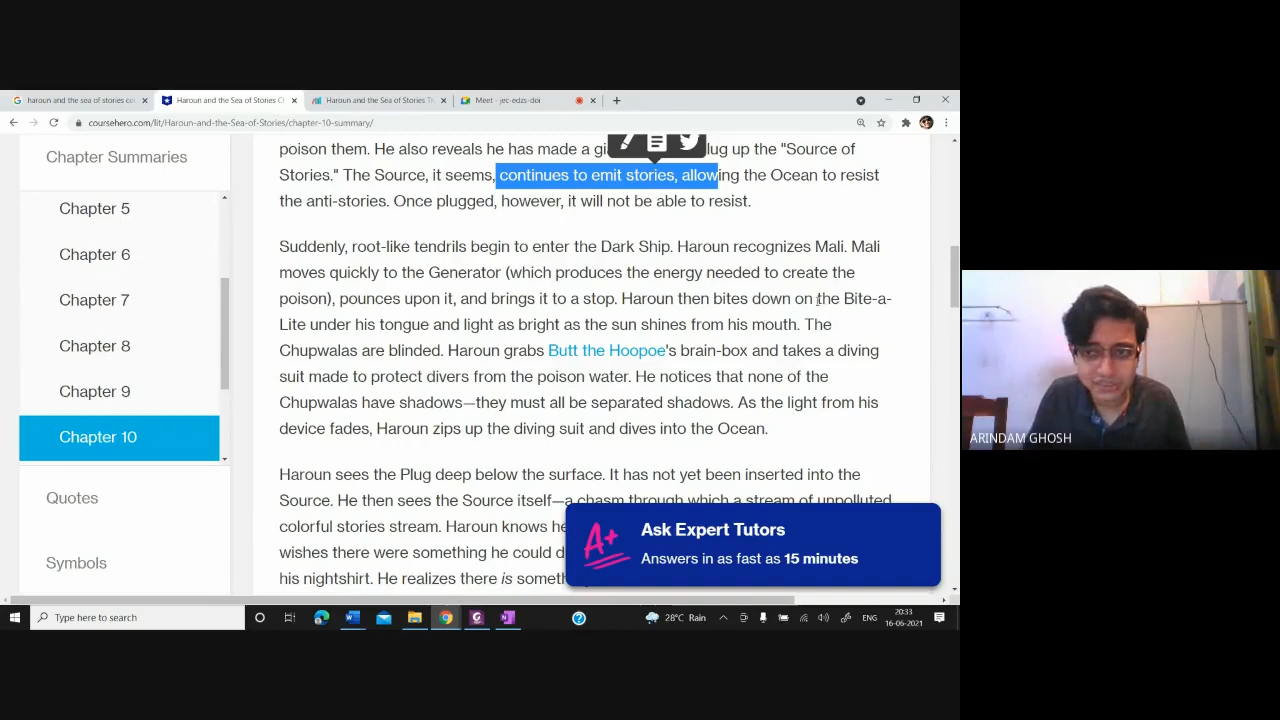 haroun and the sea of stories co
Haroun and the Sea of Stories C
Haroun and the Sea of Stories T
Meet - jec-edzs-doi
coursehero.com/lit/Haroun-and-the-Sea-of-Stories/chapter-10-summary/
Chapter Summaries
Chapter 5
Chapter 6
Chapter 7
Chapter 8
Chapter 9
Chapter 10
Quotes
Symbols
poison them. He also reveals he has made a gi lug up the "Source of
Stories." The Source, it seems, continues to emit stories, allowing the Ocean to resist
the anti-stories. Once plugged, however, it will not be able to resist.
Suddenly, root-like tendrils begin to enter the Dark Ship. Haroun recognizes Mali. Mali
moves quickly to the Generator (which produces the energy needed to create the
poison), pounces upon it, and brings it to a stop. Haroun then bites down on the Bite-a-
Lite under his tongue and light as bright as the sun shines from his mouth. The
Chupwalas are blinded. Haroun grabs Butt the Hoopoe's brain-box and takes a diving
suit made to protect divers from the poison water. He notices that none of the
Chupwalas have shadows—they must all be separated shadows. As the light from his
device fades, Haroun zips up the diving suit and dives into the Ocean.
Haroun sees the Plug deep below the surface. It has not yet been inserted into the
Source. He then sees the Source itself—a chasm through which a stream of unpolluted
colorful stories stream. Haroun knows he
wishes there were something he could d
his nightshirt. He realizes there is someth
A+
Ask Expert Tutors
Answers in as fast as 15 minutes
ARINDAM GHOSH
Type here to search
28°C Rain
ENG
20:33
16-06-2021